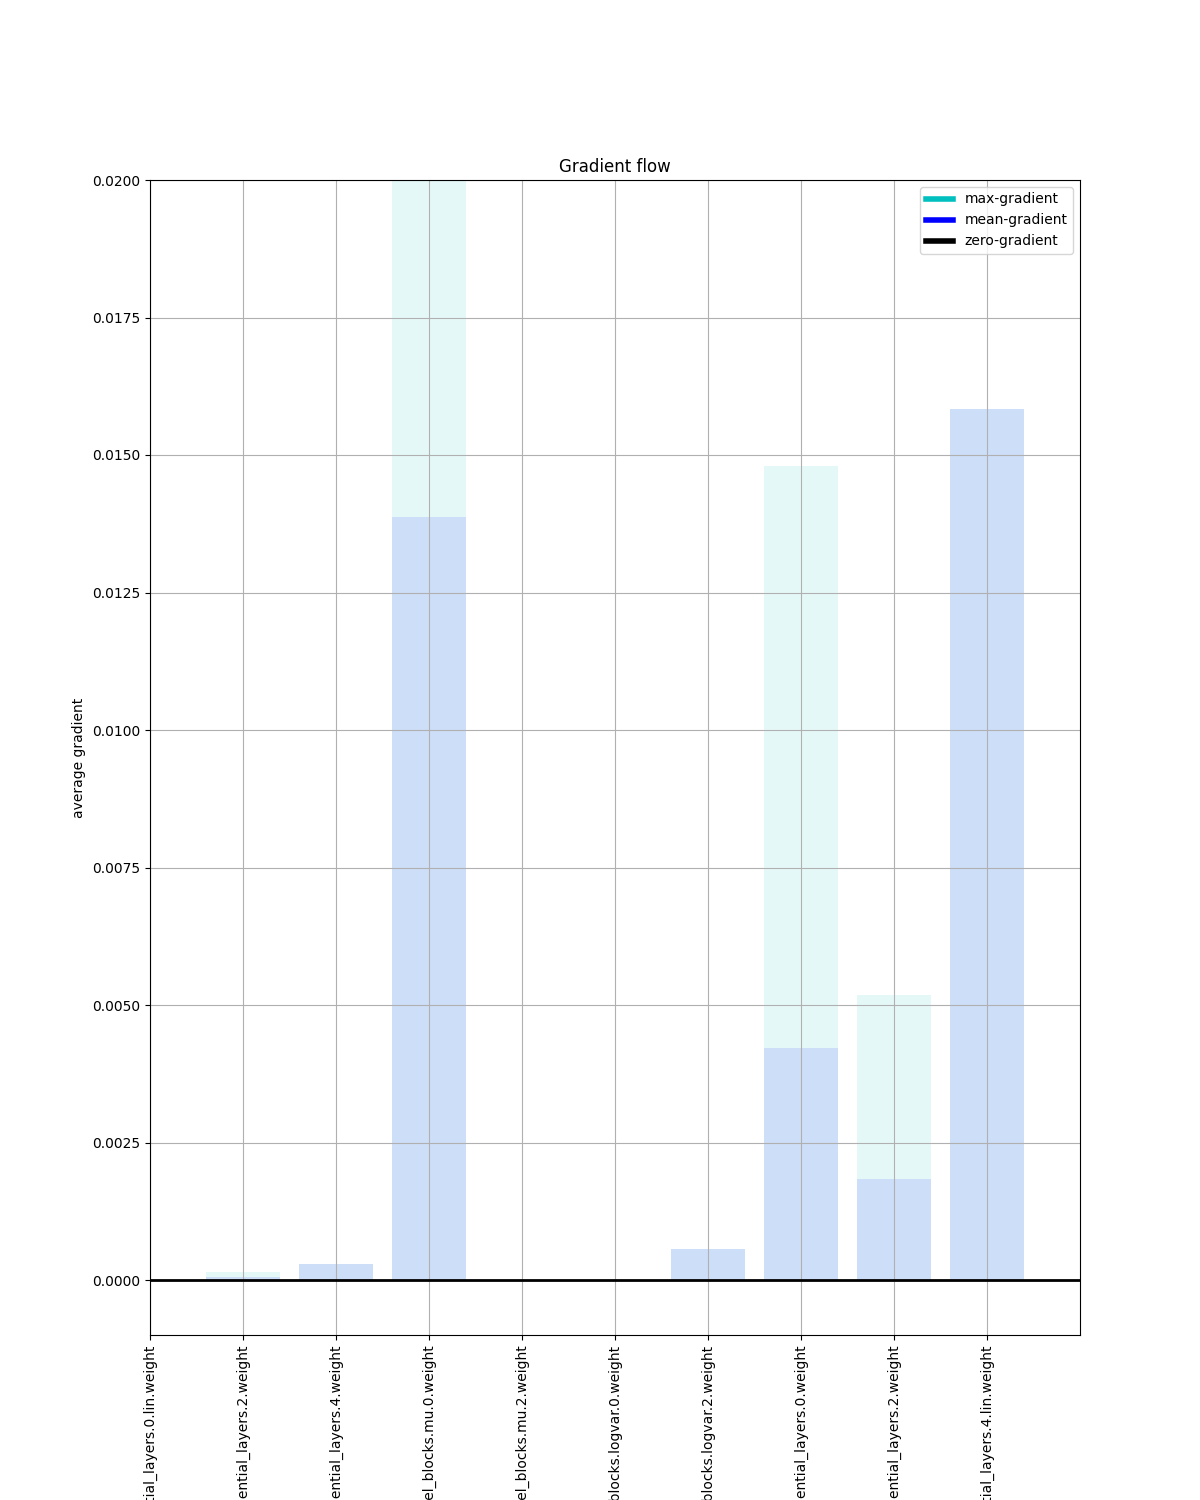 Gradient flow
max-gradient
mean-gradient
zero-gradient
0.0200
0.0175
0.0150
0.0125
0.0100
0.0075
0.0050
0.0025
0.0000
average gradient
tial_layers.0.lin.weight
ential_layers.2.weight
ential_layers.4.weight
el_blocks.mu.0.weight
el_blocks.mu.2.weight
blocks.logvar.0.weight
blocks.logvar.2.weight
ential_layers.0.weight
ential_layers.2.weight
tial_layers.4.lin.weight